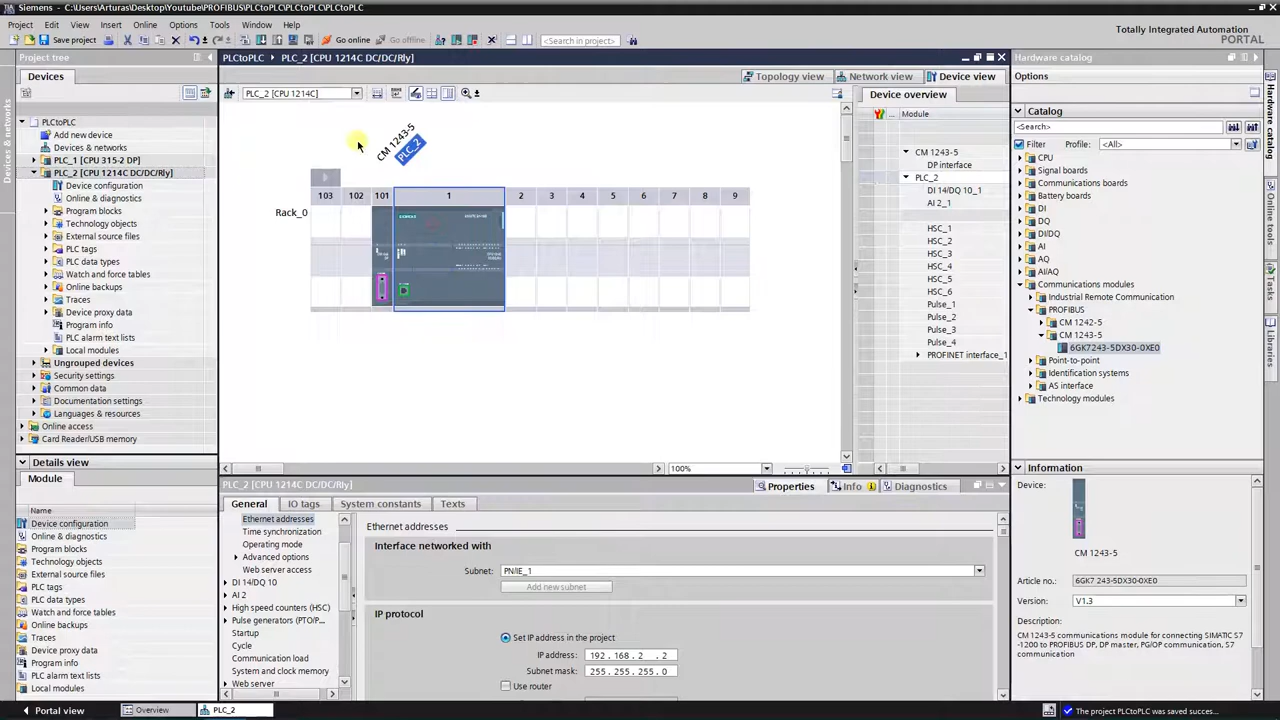 Siemens - C:\Users\Arturas\Desktop\Youtube\PROFIBUS\PLCtoPLC\PLCtoPLC\PLCtoPLC
Project Edit View Insert Online Options Tools Window Help
Totally Integrated Automation
PORTAL
Save project
Go online
Go offline
<Search in project>
Project tree
Devices
PLCtoPLC
Add new device
Devices & networks
PLC_1 [CPU 315-2 DP]
PLC_2 [CPU 1214C DC/DC/Rly]
Device configuration
Online & diagnostics
Program blocks
Technology objects
External source files
PLC tags
PLC data types
Watch and force tables
Online backups
Traces
Device proxy data
Program info
PLC alarm text lists
Local modules
Ungrouped devices
Security settings
Common data
Documentation settings
Languages & resources
Online access
Card Reader/USB memory
Details view
Module
Name
Device configuration
Online & diagnostics
Program blocks
Technology objects
External source files
PLC tags
PLC data types
Watch and force tables
Online backups
Traces
Device proxy data
Program info
PLC alarm text lists
Local modules
PLCtoPLC PLC_2 [CPU 1214C DC/DC/Rly]
Topology view Network view Device view
PLC_2 [CPU 1214C]
CM 1243-5
PLC_2
103 102 101 1 2 3 4 5 6 7 8 9
Rack_0
100%
Device overview
... Module
CM 1243-5
DP interface
PLC_2
DI 14/DQ 10_1
AI 2_1
HSC_1
HSC_2
HSC_3
HSC_4
HSC_5
HSC_6
Pulse_1
Pulse_2
Pulse_3
Pulse_4
PROFINET interface_1
PLC_2 [CPU 1214C DC/DC/Rly]
Properties Info Diagnostics
General IO tags System constants Texts
Ethernet addresses
Time synchronization
Operating mode
Advanced options
Web server access
DI 14/DQ 10
AI 2
High speed counters (HSC)
Pulse generators (PTO/P...
Startup
Cycle
Communication load
System and clock memory
Web server
Ethernet addresses
Interface networked with
Subnet: PN/IE_1
Add new subnet
IP protocol
Set IP address in the project
IP address: 192 . 168 . 2 . 2
Subnet mask: 255 . 255 . 255 . 0
Use router
Hardware catalog
Options
Catalog
<Search>
Filter Profile: <All>
CPU
Signal boards
Communications boards
Battery boards
DI
DQ
DI/DQ
AI
AQ
AI/AQ
Communications modules
Industrial Remote Communication
PROFIBUS
CM 1242-5
CM 1243-5
6GK7243-5DX30-0XE0
Point-to-point
Identification systems
AS interface
Technology modules
Information
Device:
CM 1243-5
Article no.: 6GK7 243-5DX30-0XE0
Version: V1.3
Description:
CM 1243-5 communications module for connecting SIMATIC S7
-1200 to PROFIBUS DP, DP master, PG/OP communication, S7
communication
Devices & networks
Hardware catalog
Online tools
Tasks
Libraries
Portal view Overview PLC_2
The project PLCtoPLC was saved succes...